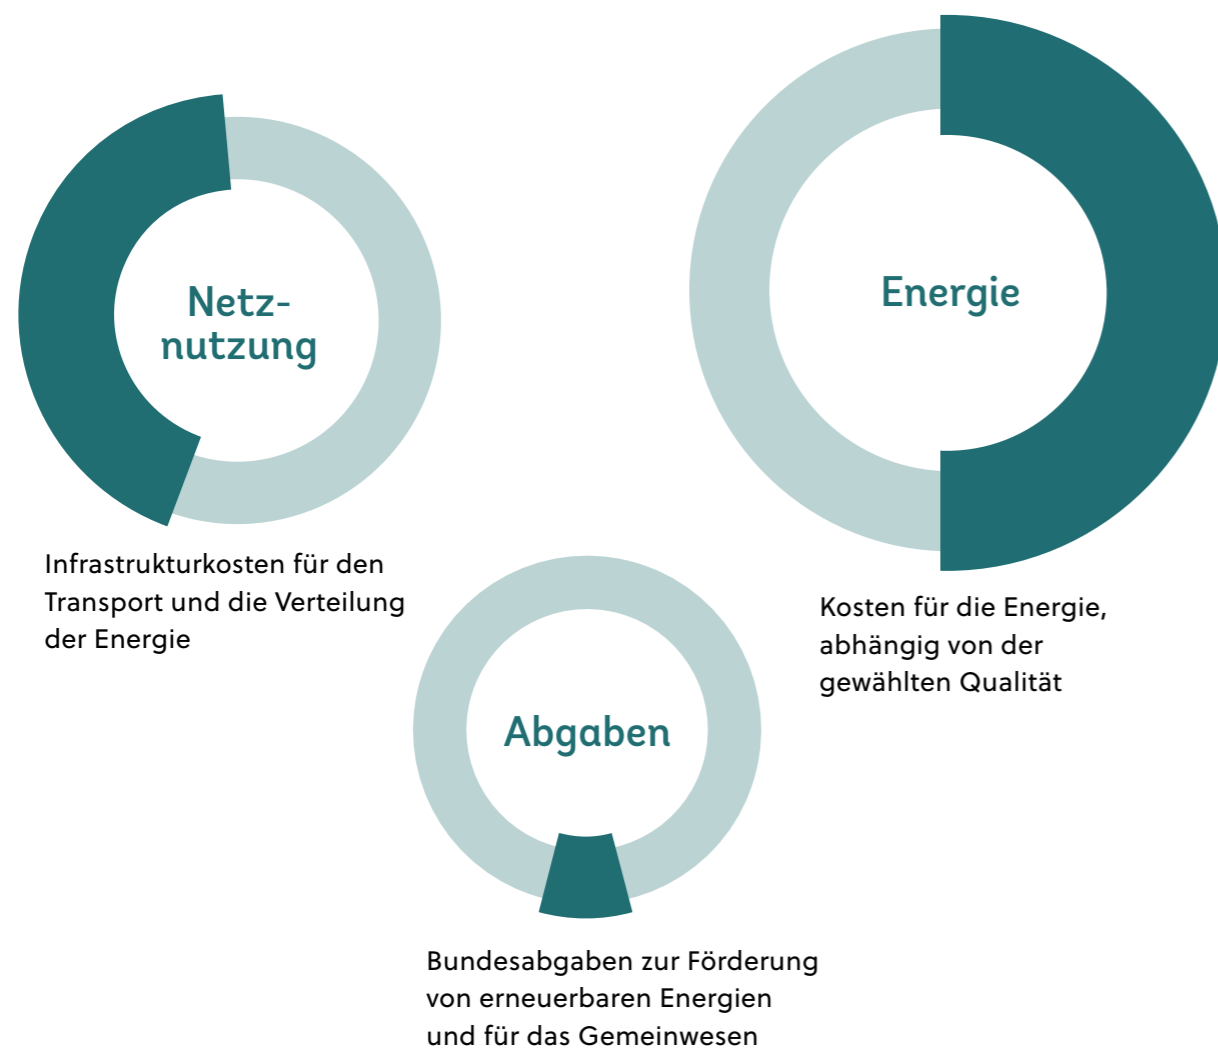 Netz-
nutzung
Infrastrukturkosten für den
Transport und die Verteilung
der Energie
Energie
Kosten für die Energie,
abhängig von der
gewählten Qualität
Abgaben
Bundesabgaben zur Förderung
von erneuerbaren Energien
und für das Gemeinwesen